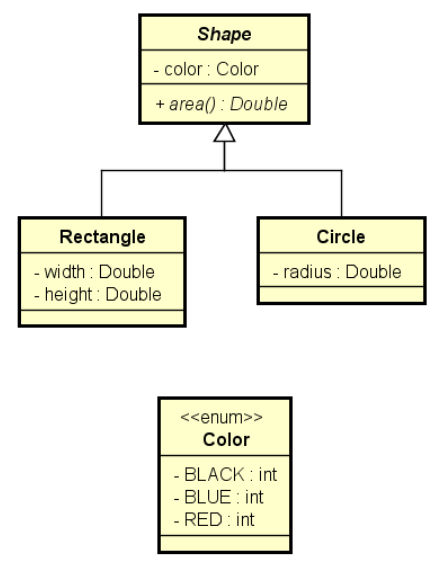 Shape
- color : Color
+ area() : Double
Rectangle
- width : Double
- height : Double
Circle
- radius : Double
<<enum>>
Color
- BLACK : int
- BLUE : int
- RED : int